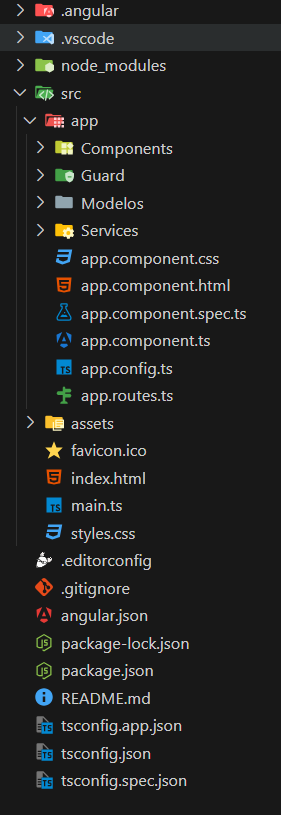 .angular
.vscode
node_modules
src
app
Components
Guard
Modelos
Services
app.component.css
app.component.html
app.component.spec.ts
app.component.ts
app.config.ts
app.routes.ts
assets
favicon.ico
index.html
main.ts
styles.css
.editorconfig
.gitignore
angular.json
package-lock.json
package.json
README.md
tsconfig.app.json
tsconfig.json
tsconfig.spec.json